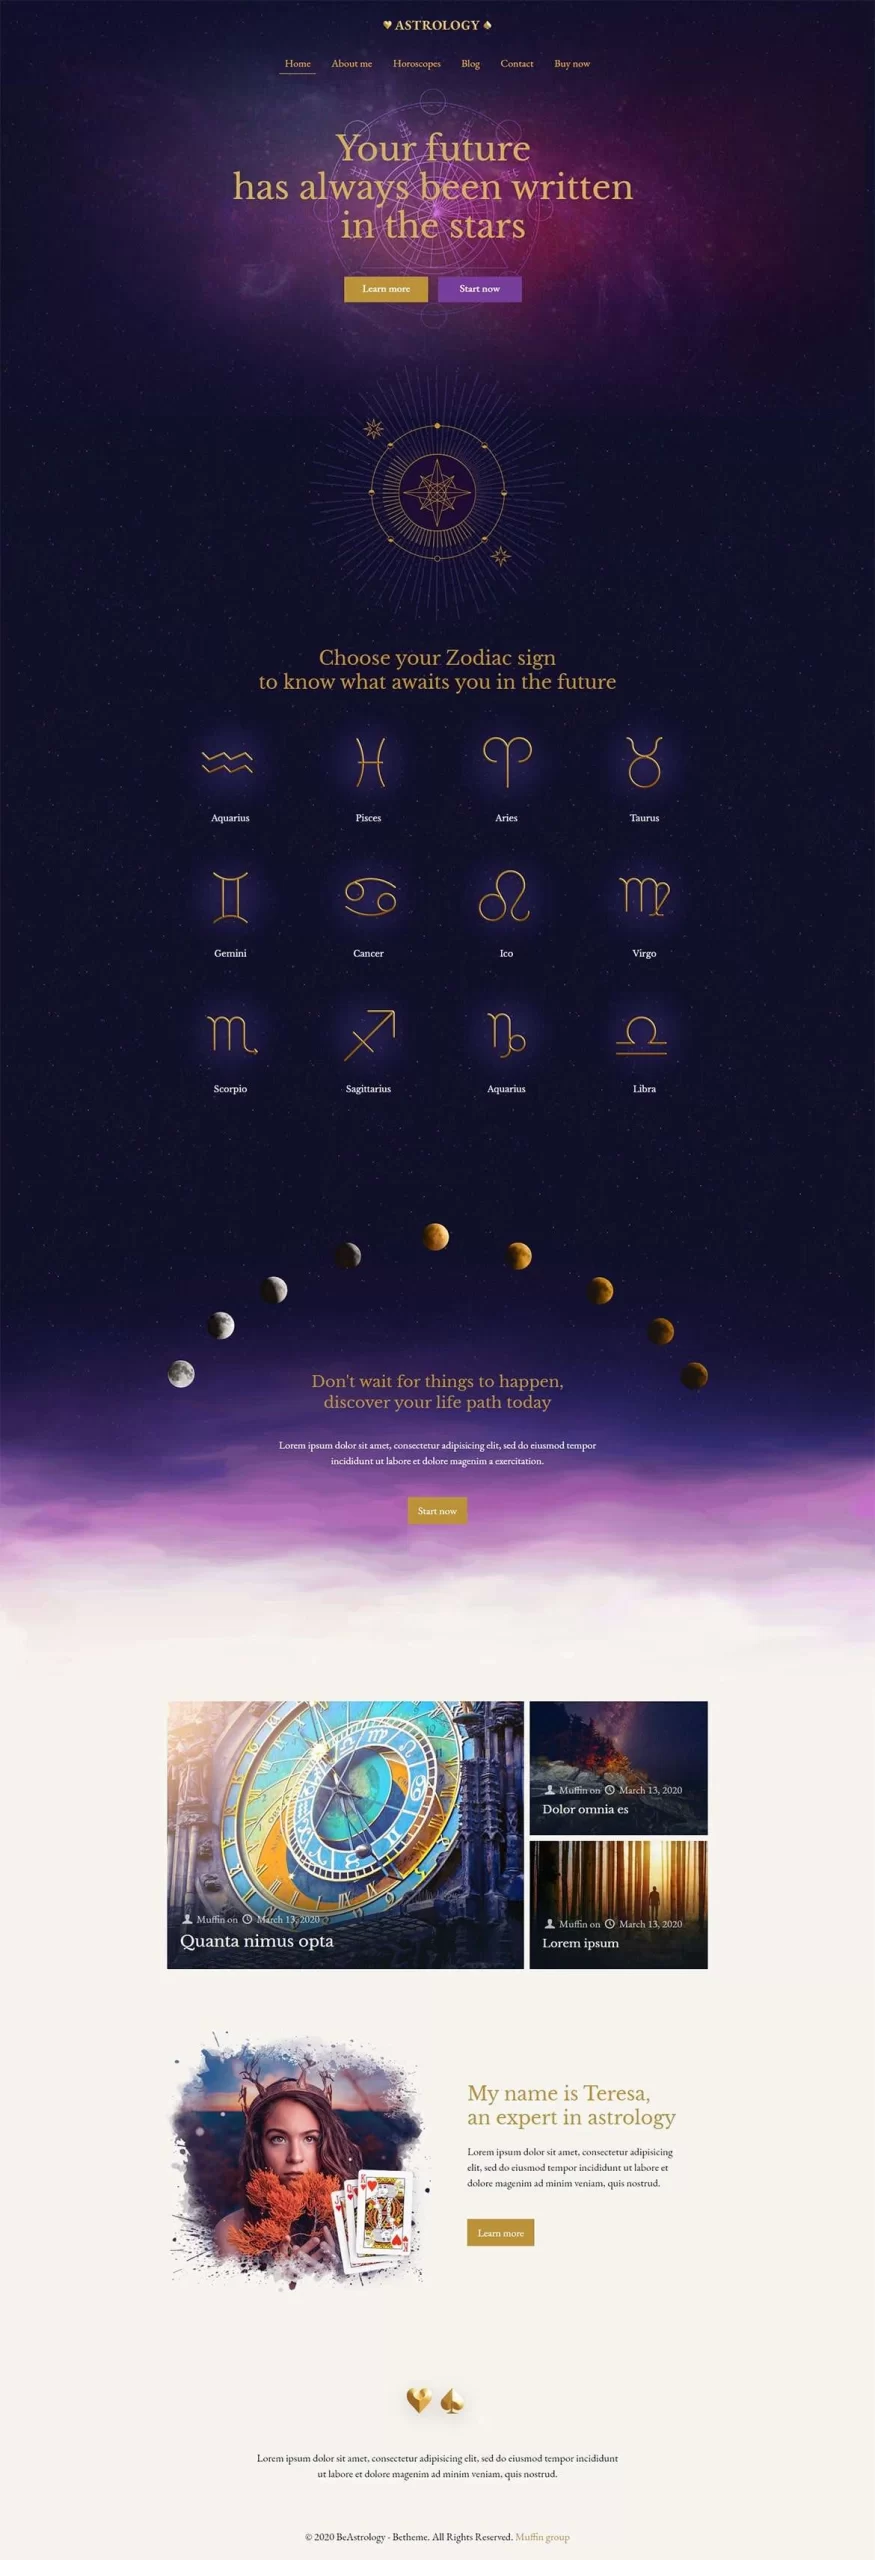 ASTROLOGY
Home About me Horoscopes Blog Contact Buy now
Your future
has always been written
in the stars
Learn more Start now
Choose your Zodiac sign
to know what awaits you in the future
Aquarius Pisces Aries Taurus
Gemini Cancer Ico Virgo
Scorpio Sagittarius Aquarius Libra
Don't wait for things to happen,
discover your life path today
Lorem ipsum dolor sit amet, consectetur adipisicing elit, sed do eiusmod tempor
incididunt ut labore et dolore magenim a exercitation.
Start now
Muffin on March 13, 2020
Quanta nimus opta
Muffin on March 13, 2020
Dolor omnia es
Muffin on March 13, 2020
Lorem ipsum
My name is Teresa,
an expert in astrology
Lorem ipsum dolor sit amet, consectetur adipisicing
elit, sed do eiusmod tempor incididunt ut labore et
dolore magenim ad minim veniam, quis nostrud.
Learn more
Lorem ipsum dolor sit amet, consectetur adipisicing elit, sed do eiusmod tempor incididunt
ut labore et dolore magenim ad minim veniam, quis nostrud.
© 2020 BeAstrology - Betheme. All Rights Reserved. Muffin group